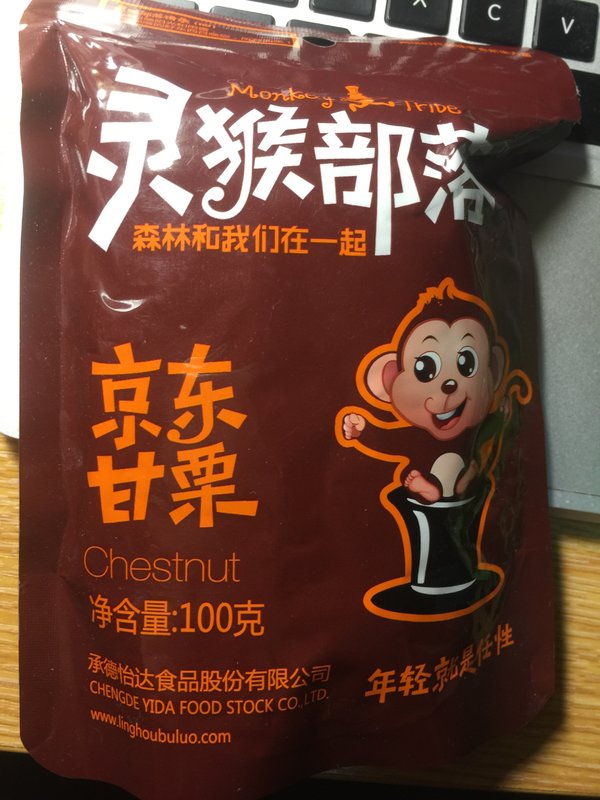 Monkey Tribe
灵猴部落
森林和我们在一起
京东
甘栗
Chestnut
净含量:100克
承德怡达食品股份有限公司
CHENGDE YIDA FOOD STOCK CO.,LTD.
www.linghoubuluo.com
年轻就是任性
X
C
V